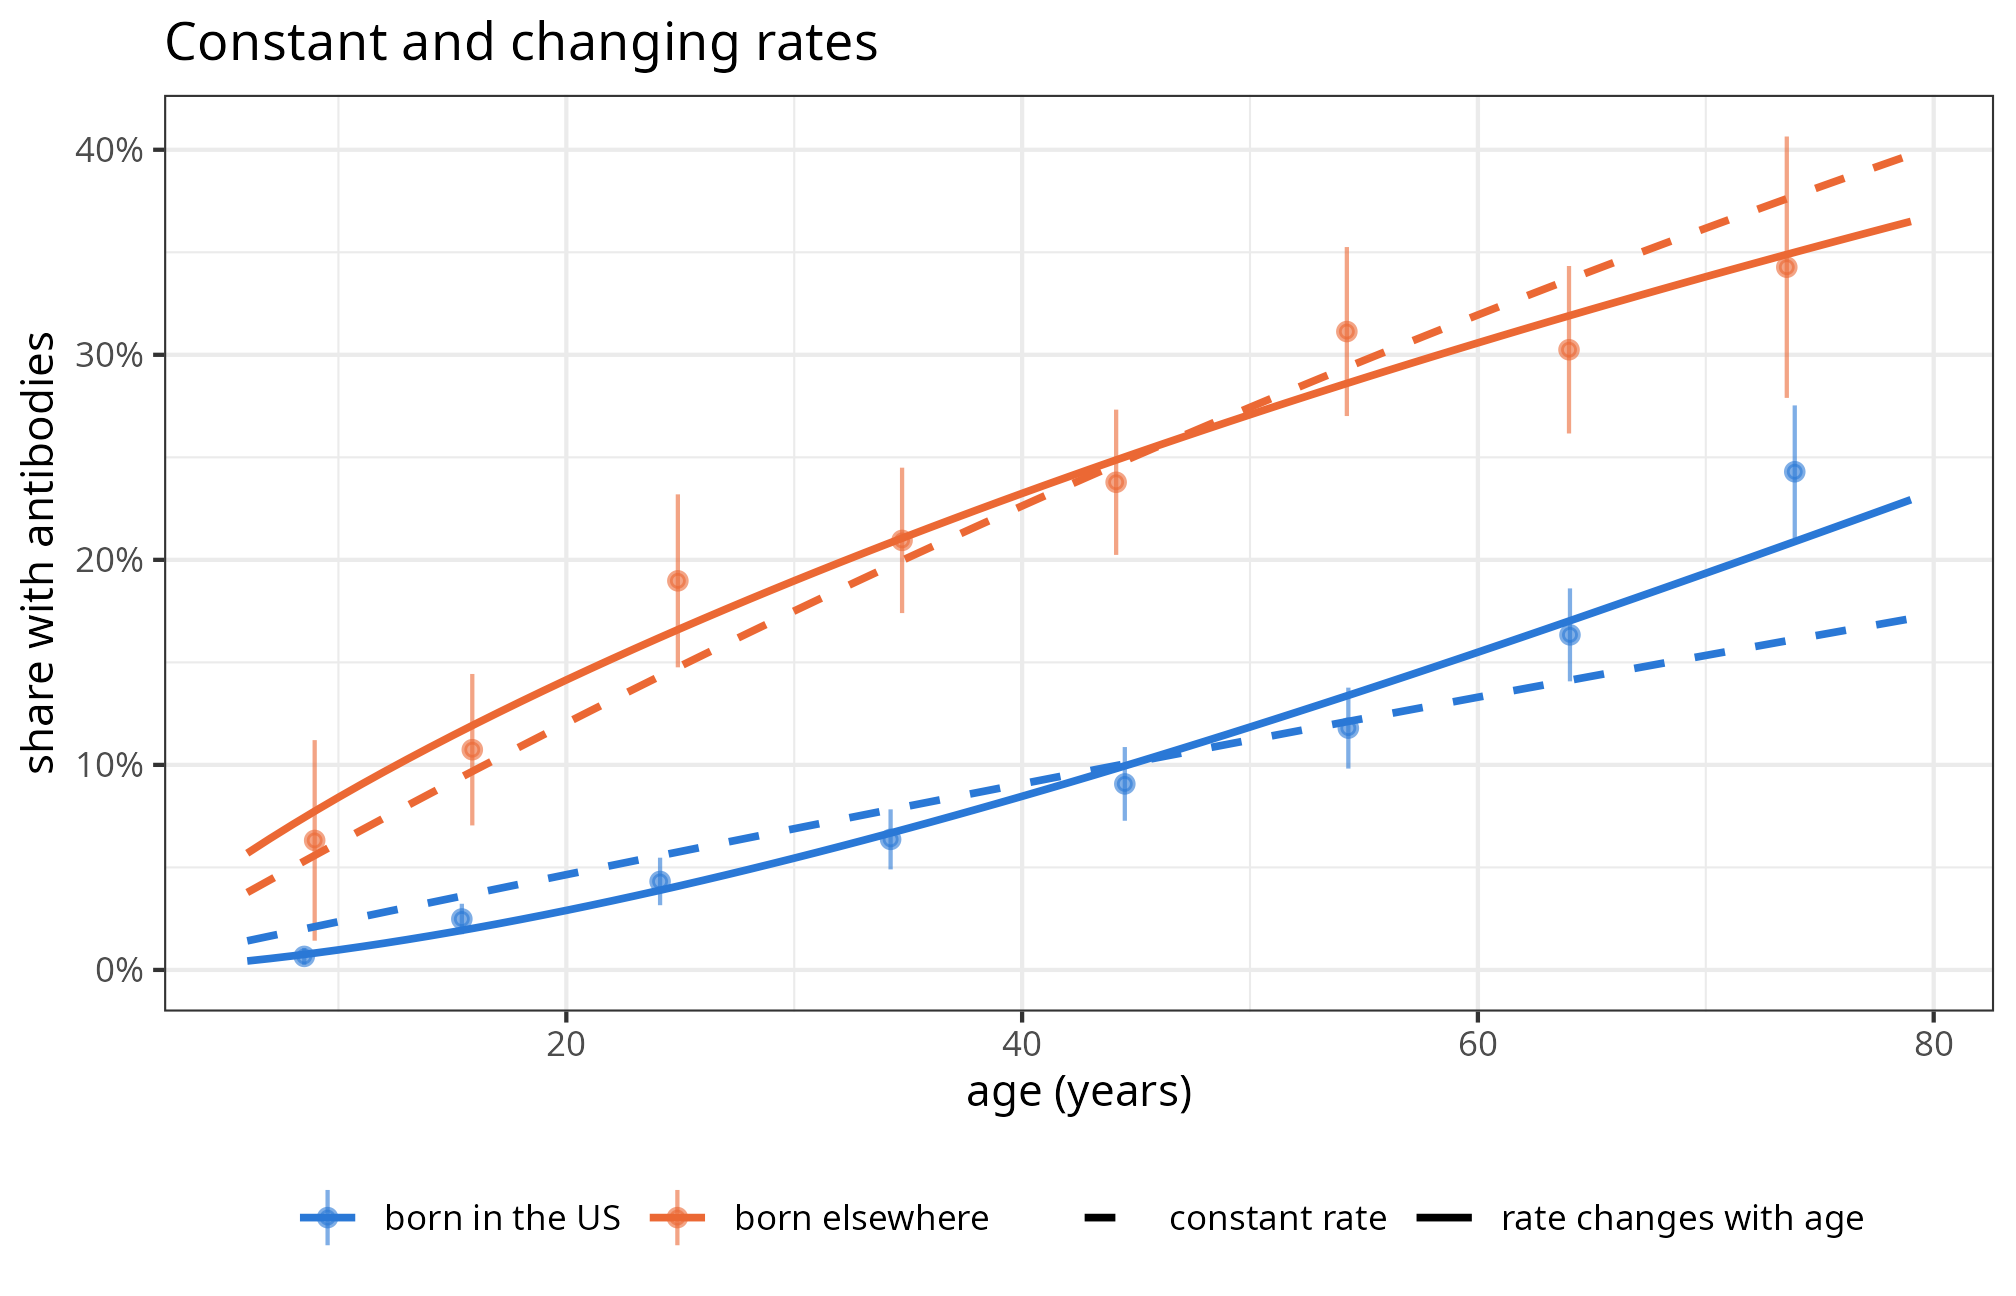 Constant and changing rates
40%
30%
20%
10%
0%
share with antibodies
20 40 60 80
age (years)
born in the US born elsewhere constant rate rate changes with age